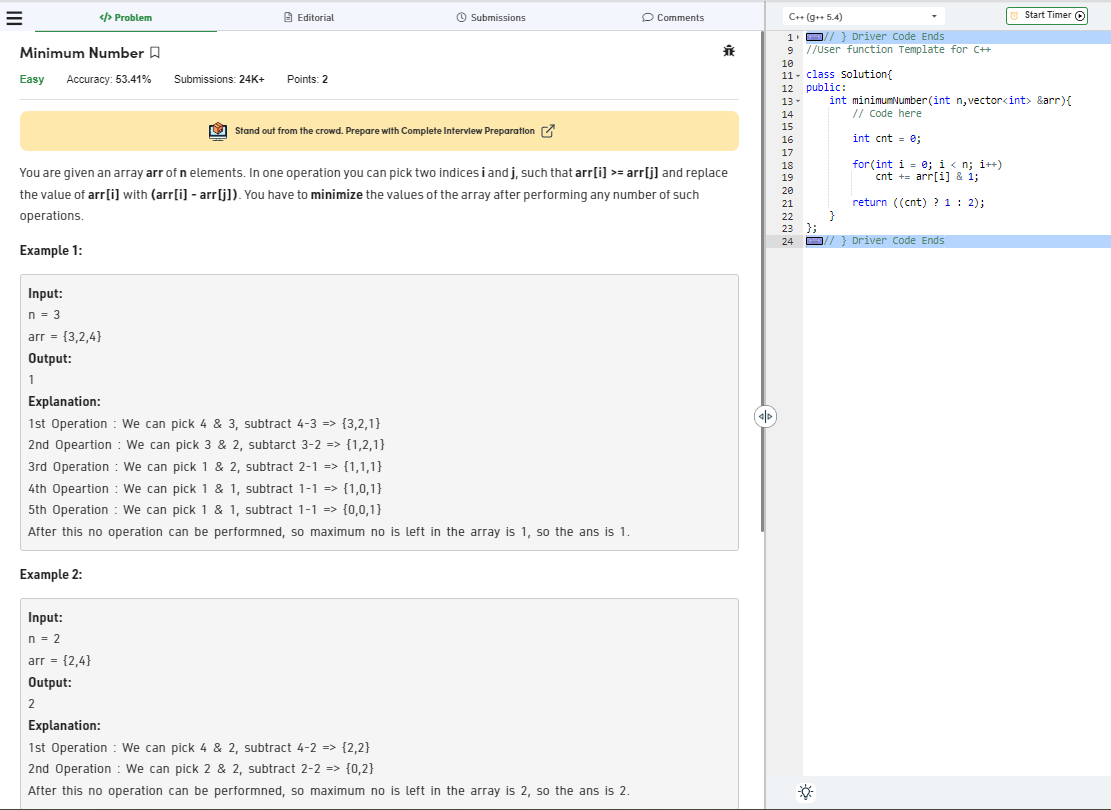 Problem
Editorial
Submissions
Comments
Minimum Number
Easy Accuracy: 53.41% Submissions: 24K+ Points: 2
Stand out from the crowd. Prepare with Complete Interview Preparation
You are given an array arr of n elements. In one operation you can pick two indices i and j, such that arr[i] >= arr[j] and replace
the value of arr[i] with (arr[i] - arr[j]). You have to minimize the values of the array after performing any number of such
operations.
Example 1:
Input:
n = 3
arr = {3,2,4}
Output:
1
Explanation:
1st Operation : We can pick 4 & 3, subtract 4-3 => {3,2,1}
2nd Opeartion : We can pick 3 & 2, subtarct 3-2 => {1,2,1}
3rd Operation : We can pick 1 & 2, subtract 2-1 => {1,1,1}
4th Opeartion : We can pick 1 & 1, subtract 1-1 => {1,0,1}
5th Operation : We can pick 1 & 1, subtract 1-1 => {0,0,1}
After this no operation can be performned, so maximum no is left in the array is 1, so the ans is 1.
Example 2:
Input:
n = 2
arr = {2,4}
Output:
2
Explanation:
1st Operation : We can pick 4 & 2, subtract 4-2 => {2,2}
2nd Operation : We can pick 2 & 2, subtract 2-2 => {0,2}
After this no operation can be performned, so maximum no is left in the array is 2, so the ans is 2.
C++ (g++ 5.4)
Start Timer
1 // } Driver Code Ends
9 //User function Template for C++
10
11 class Solution{
12 public:
13 int minimumNumber(int n,vector<int> &arr){
14 // Code here
15
16 int cnt = 0;
17
18 for(int i = 0; i < n; i++)
19 cnt += arr[i] & 1;
20
21 return ((cnt) ? 1 : 2);
22 }
23 };
24 // } Driver Code Ends